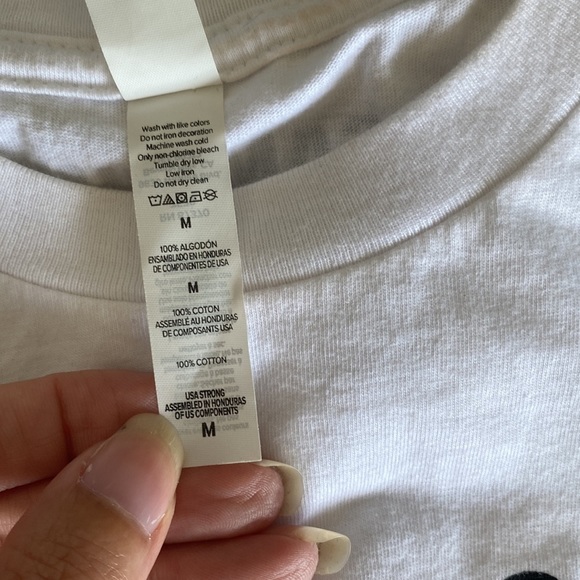 Wash with like colors
Do not iron decoration
Machine wash cold
Only non-chlorine bleach
Tumble dry low
Low iron
Do not dry clean
M
100% ALGODÓN
ENSAMBLADO EN HONDURAS
DE COMPONENTES DE USA
M
100% COTON
ASSEMBLÉ AU HONDURAS
DE COMPOSANTS USA
100% COTTON
USA STRONG
ASSEMBLED IN HONDURAS
OF US COMPONENTS
M